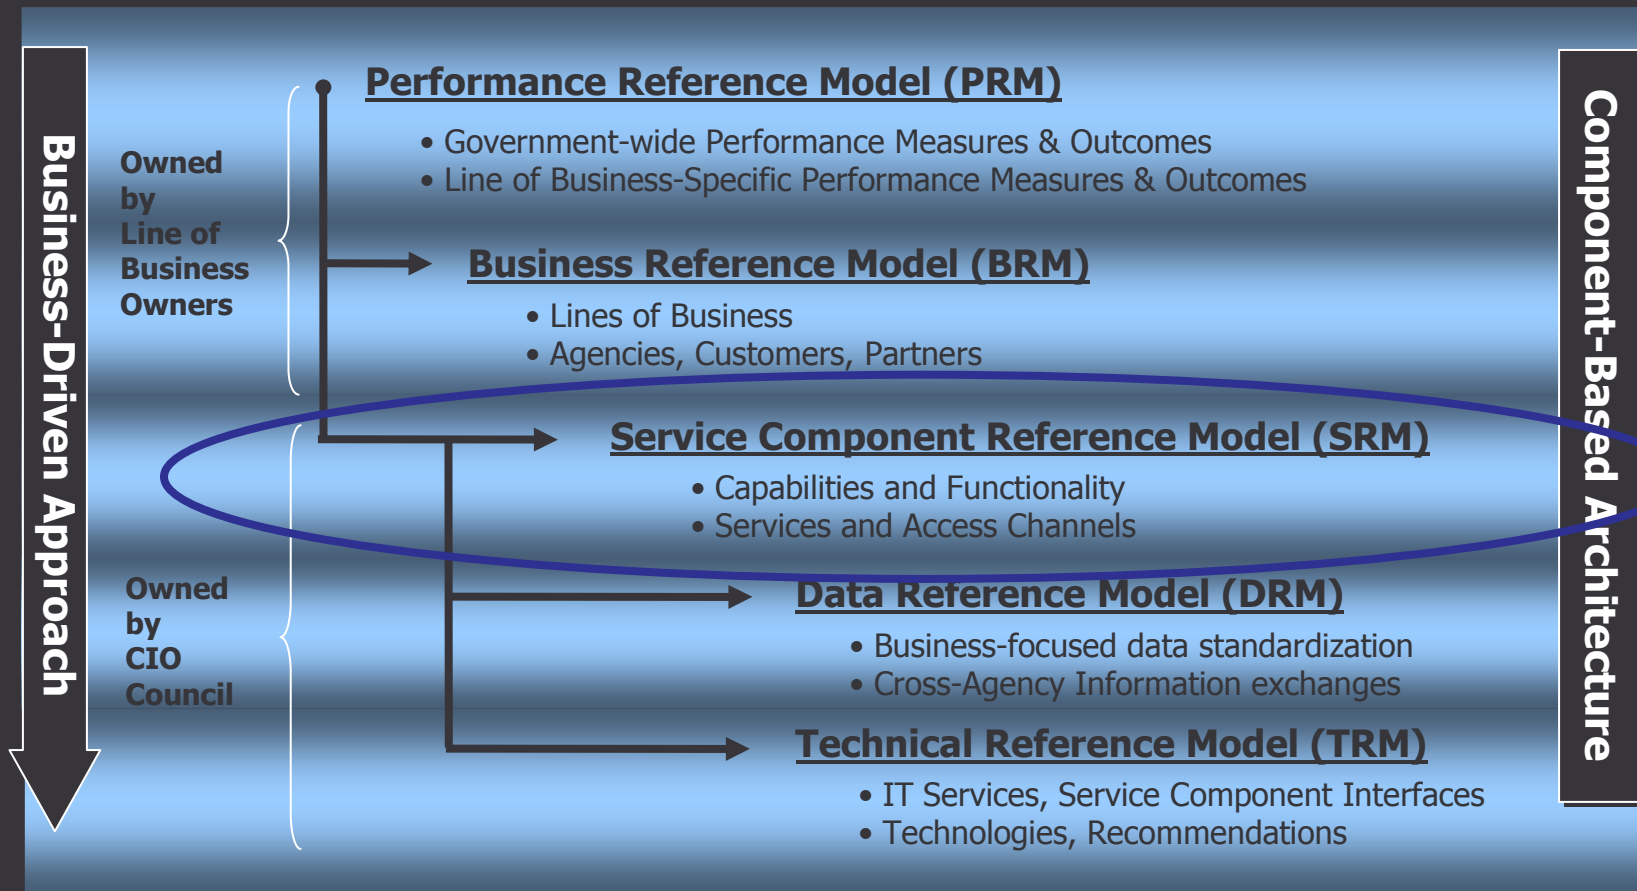 Business-Driven Approach
Owned
by
Line of
Business
Owners
Performance Reference Model (PRM)
• Government-wide Performance Measures & Outcomes
• Line of Business-Specific Performance Measures & Outcomes
Business Reference Model (BRM)
• Lines of Business
• Agencies, Customers, Partners
Service Component Reference Model (SRM)
• Capabilities and Functionality
• Services and Access Channels
Owned
by
CIO
Council
Data Reference Model (DRM)
• Business-focused data standardization
• Cross-Agency Information exchanges
Technical Reference Model (TRM)
• IT Services, Service Component Interfaces
• Technologies, Recommendations
Component-Based Architecture